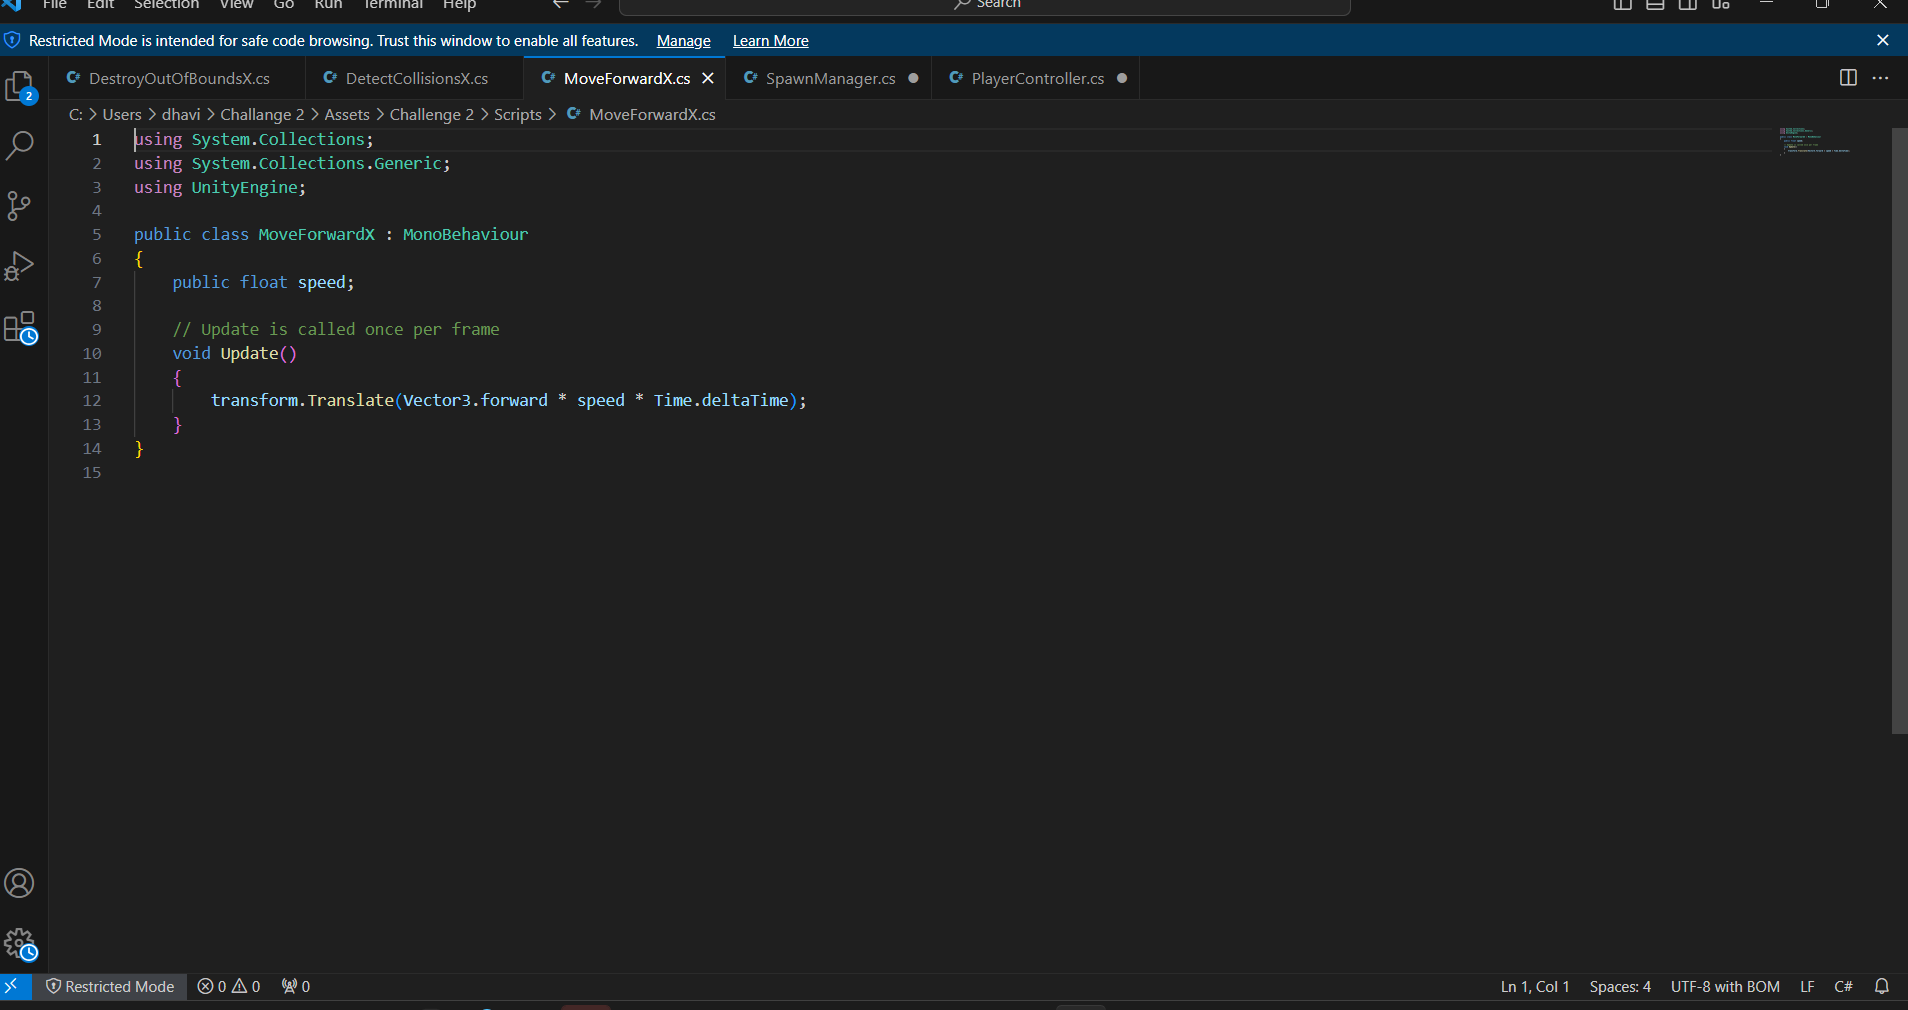 File Edit Selection View Go Run Terminal Help Search
Restricted Mode is intended for safe code browsing. Trust this window to enable all features. Manage Learn More
DestroyOutOfBoundsX.cs DetectCollisionsX.cs MoveForwardX.cs SpawnManager.cs PlayerController.cs
2
C: > Users > dhavi > Challange 2 > Assets > Challenge 2 > Scripts > MoveForwardX.cs
1 using System.Collections;
2 using System.Collections.Generic;
3 using UnityEngine;
4
5 public class MoveForwardX : MonoBehaviour
6 {
7     public float speed;
8
9     // Update is called once per frame
10     void Update()
11     {
12         transform.Translate(Vector3.forward * speed * Time.deltaTime);
13     }
14 }
15
Restricted Mode 0 0 0 Ln 1, Col 1 Spaces: 4 UTF-8 with BOM LF C#